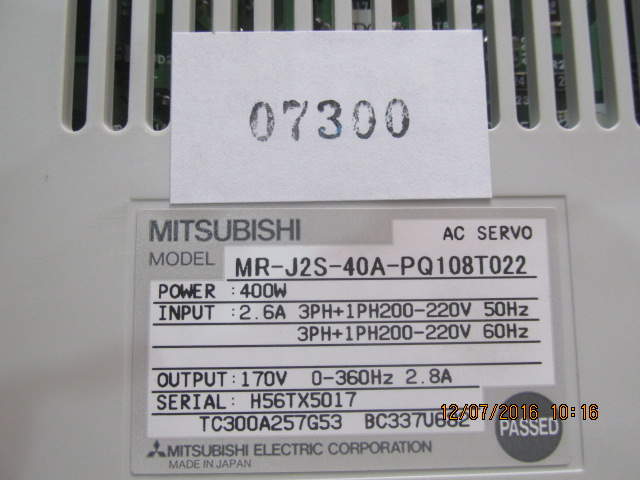 07300
MITSUBISHI
AC SERVO
MODEL MR-J2S-40A-PQ108T022
POWER : 400W
INPUT : 2.6A 3PH+1PH200-220V 50Hz
3PH+1PH200-220V 60Hz
OUTPUT : 170V 0-360Hz 2.8A
SERIAL : H56TX5017
TC300A257G53 BC337U682
12/07/2016 10:16
PASSED
MITSUBISHI ELECTRIC CORPORATION
MADE IN JAPAN